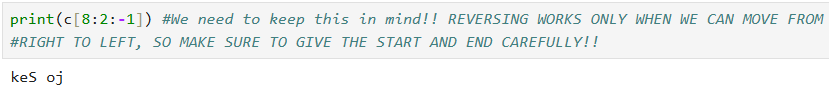 print(c[8:2:-1]) #We need to keep this in mind!! REVERSING WORKS ONLY WHEN WE CAN MOVE FROM
#RIGHT TO LEFT, SO MAKE SURE TO GIVE THE START AND END CAREFULLY!!
keS oj